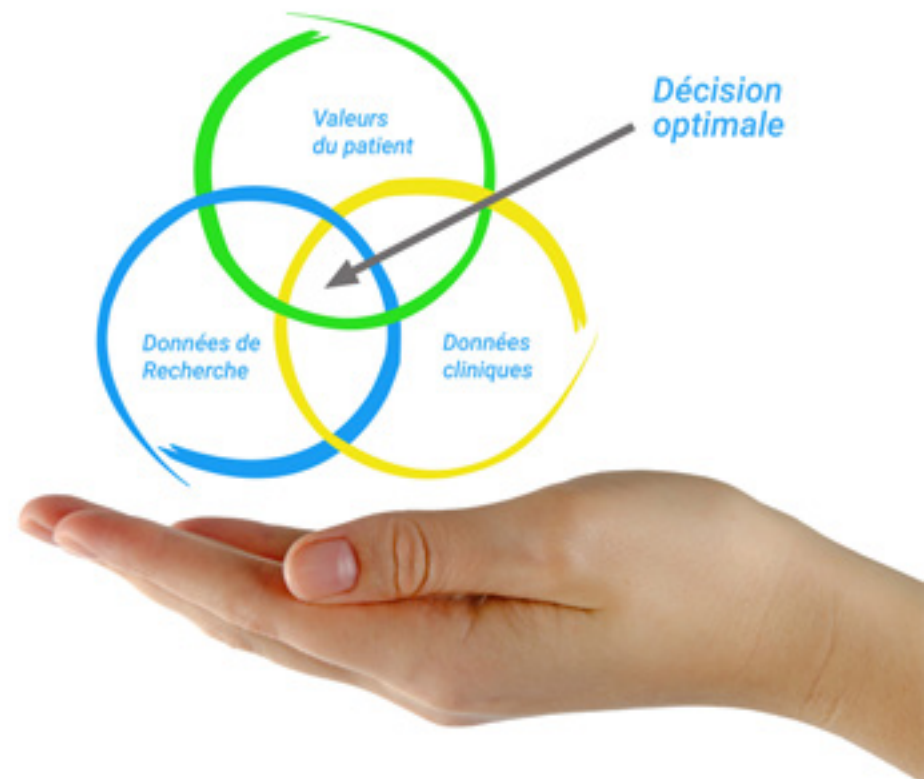 Valeurs
du patient
Décision
optimale
Données de
Recherche
Données
cliniques